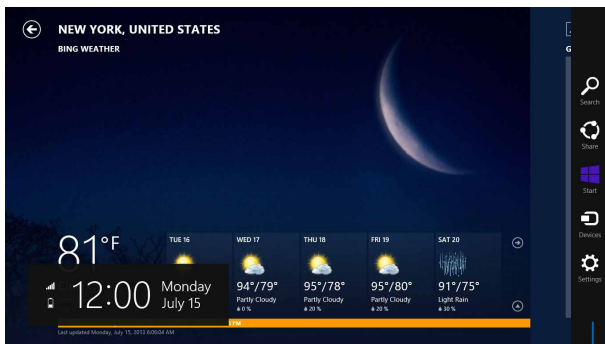 NEW YORK, UNITED STATES
BING WEATHER
Search
Share
Start
Devices
Settings
81°F
TUE 16
WED 17
94°/79°
Partly Cloudy
0 %
THU 18
95°/78°
Partly Cloudy
20 %
FRI 19
95°/80°
Partly Cloudy
20 %
SAT 20
91°/75°
Light Rain
30 %
12:00
Monday
July 15
PM
Last updated Monday, July 15, 2013 6:06:04 AM